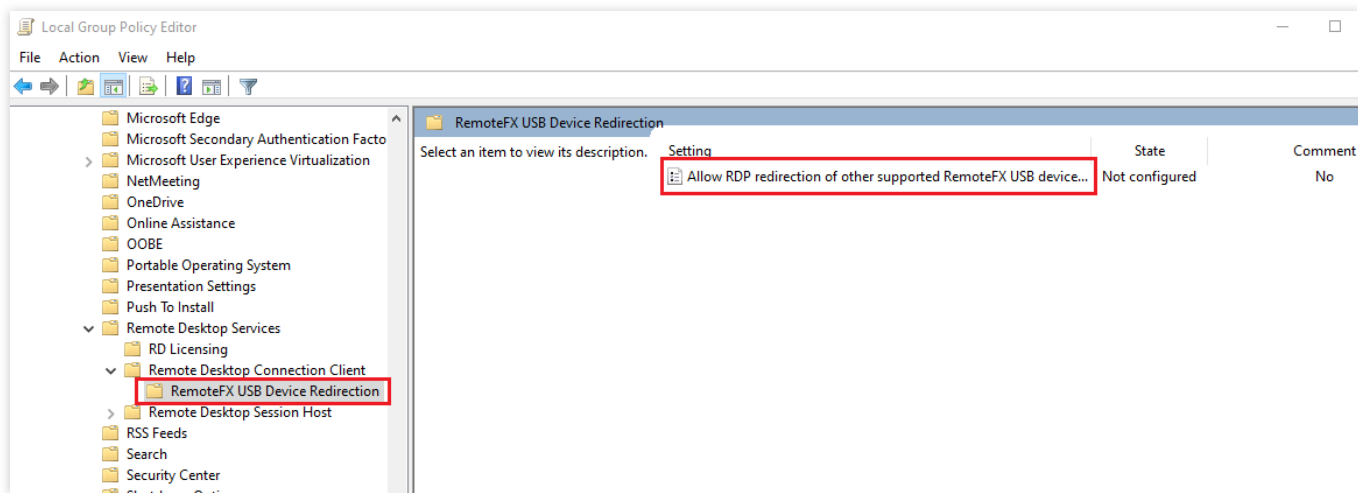 Local Group Policy Editor
File Action View Help
Microsoft Edge
Microsoft Secondary Authentication Facto
Microsoft User Experience Virtualization
NetMeeting
OneDrive
Online Assistance
OOBE
Portable Operating System
Presentation Settings
Push To Install
Remote Desktop Services
RD Licensing
Remote Desktop Connection Client
RemoteFX USB Device Redirection
Remote Desktop Session Host
RSS Feeds
Search
Security Center
RemoteFX USB Device Redirection
Select an item to view its description.
Setting State Comment
Allow RDP redirection of other supported RemoteFX USB device... Not configured No